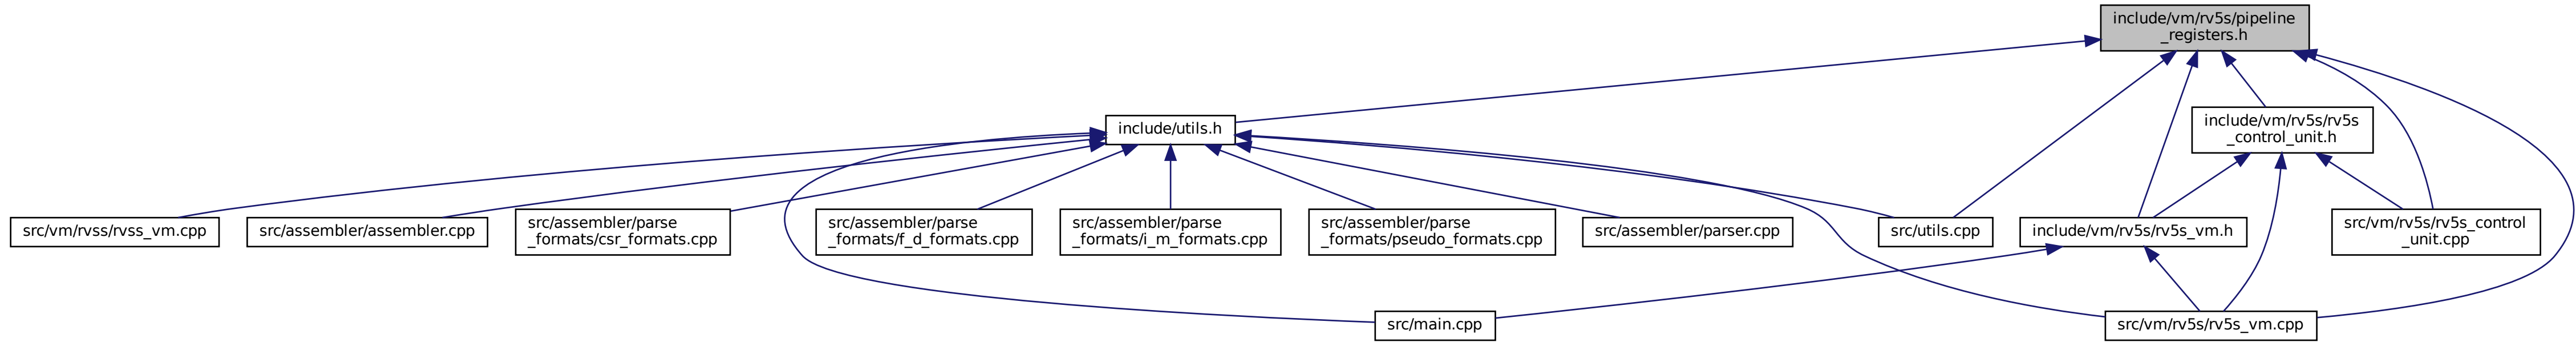 include/vm/rv5s/pipeline
_registers.h
include/utils.h
include/vm/rv5s/rv5s
_control_unit.h
src/vm/rvss/rvss_vm.cpp
src/assembler/assembler.cpp
src/assembler/parse
_formats/csr_formats.cpp
src/assembler/parse
_formats/f_d_formats.cpp
src/assembler/parse
_formats/i_m_formats.cpp
src/assembler/parse
_formats/pseudo_formats.cpp
src/assembler/parser.cpp
src/utils.cpp
include/vm/rv5s/rv5s_vm.h
src/vm/rv5s/rv5s_control
_unit.cpp
src/main.cpp
src/vm/rv5s/rv5s_vm.cpp